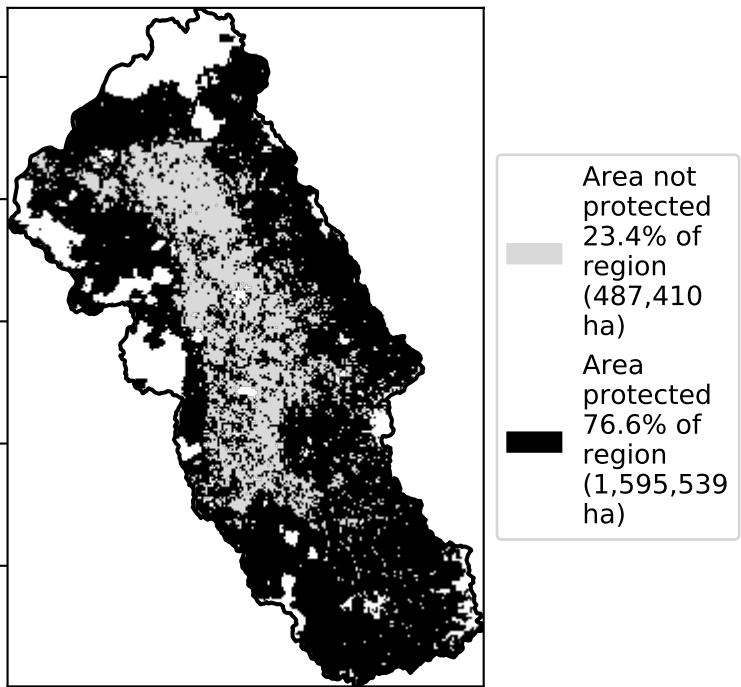 Area not
protected
23.4% of
region
(487,410
ha)
Area
protected
76.6% of
region
(1,595,539
ha)